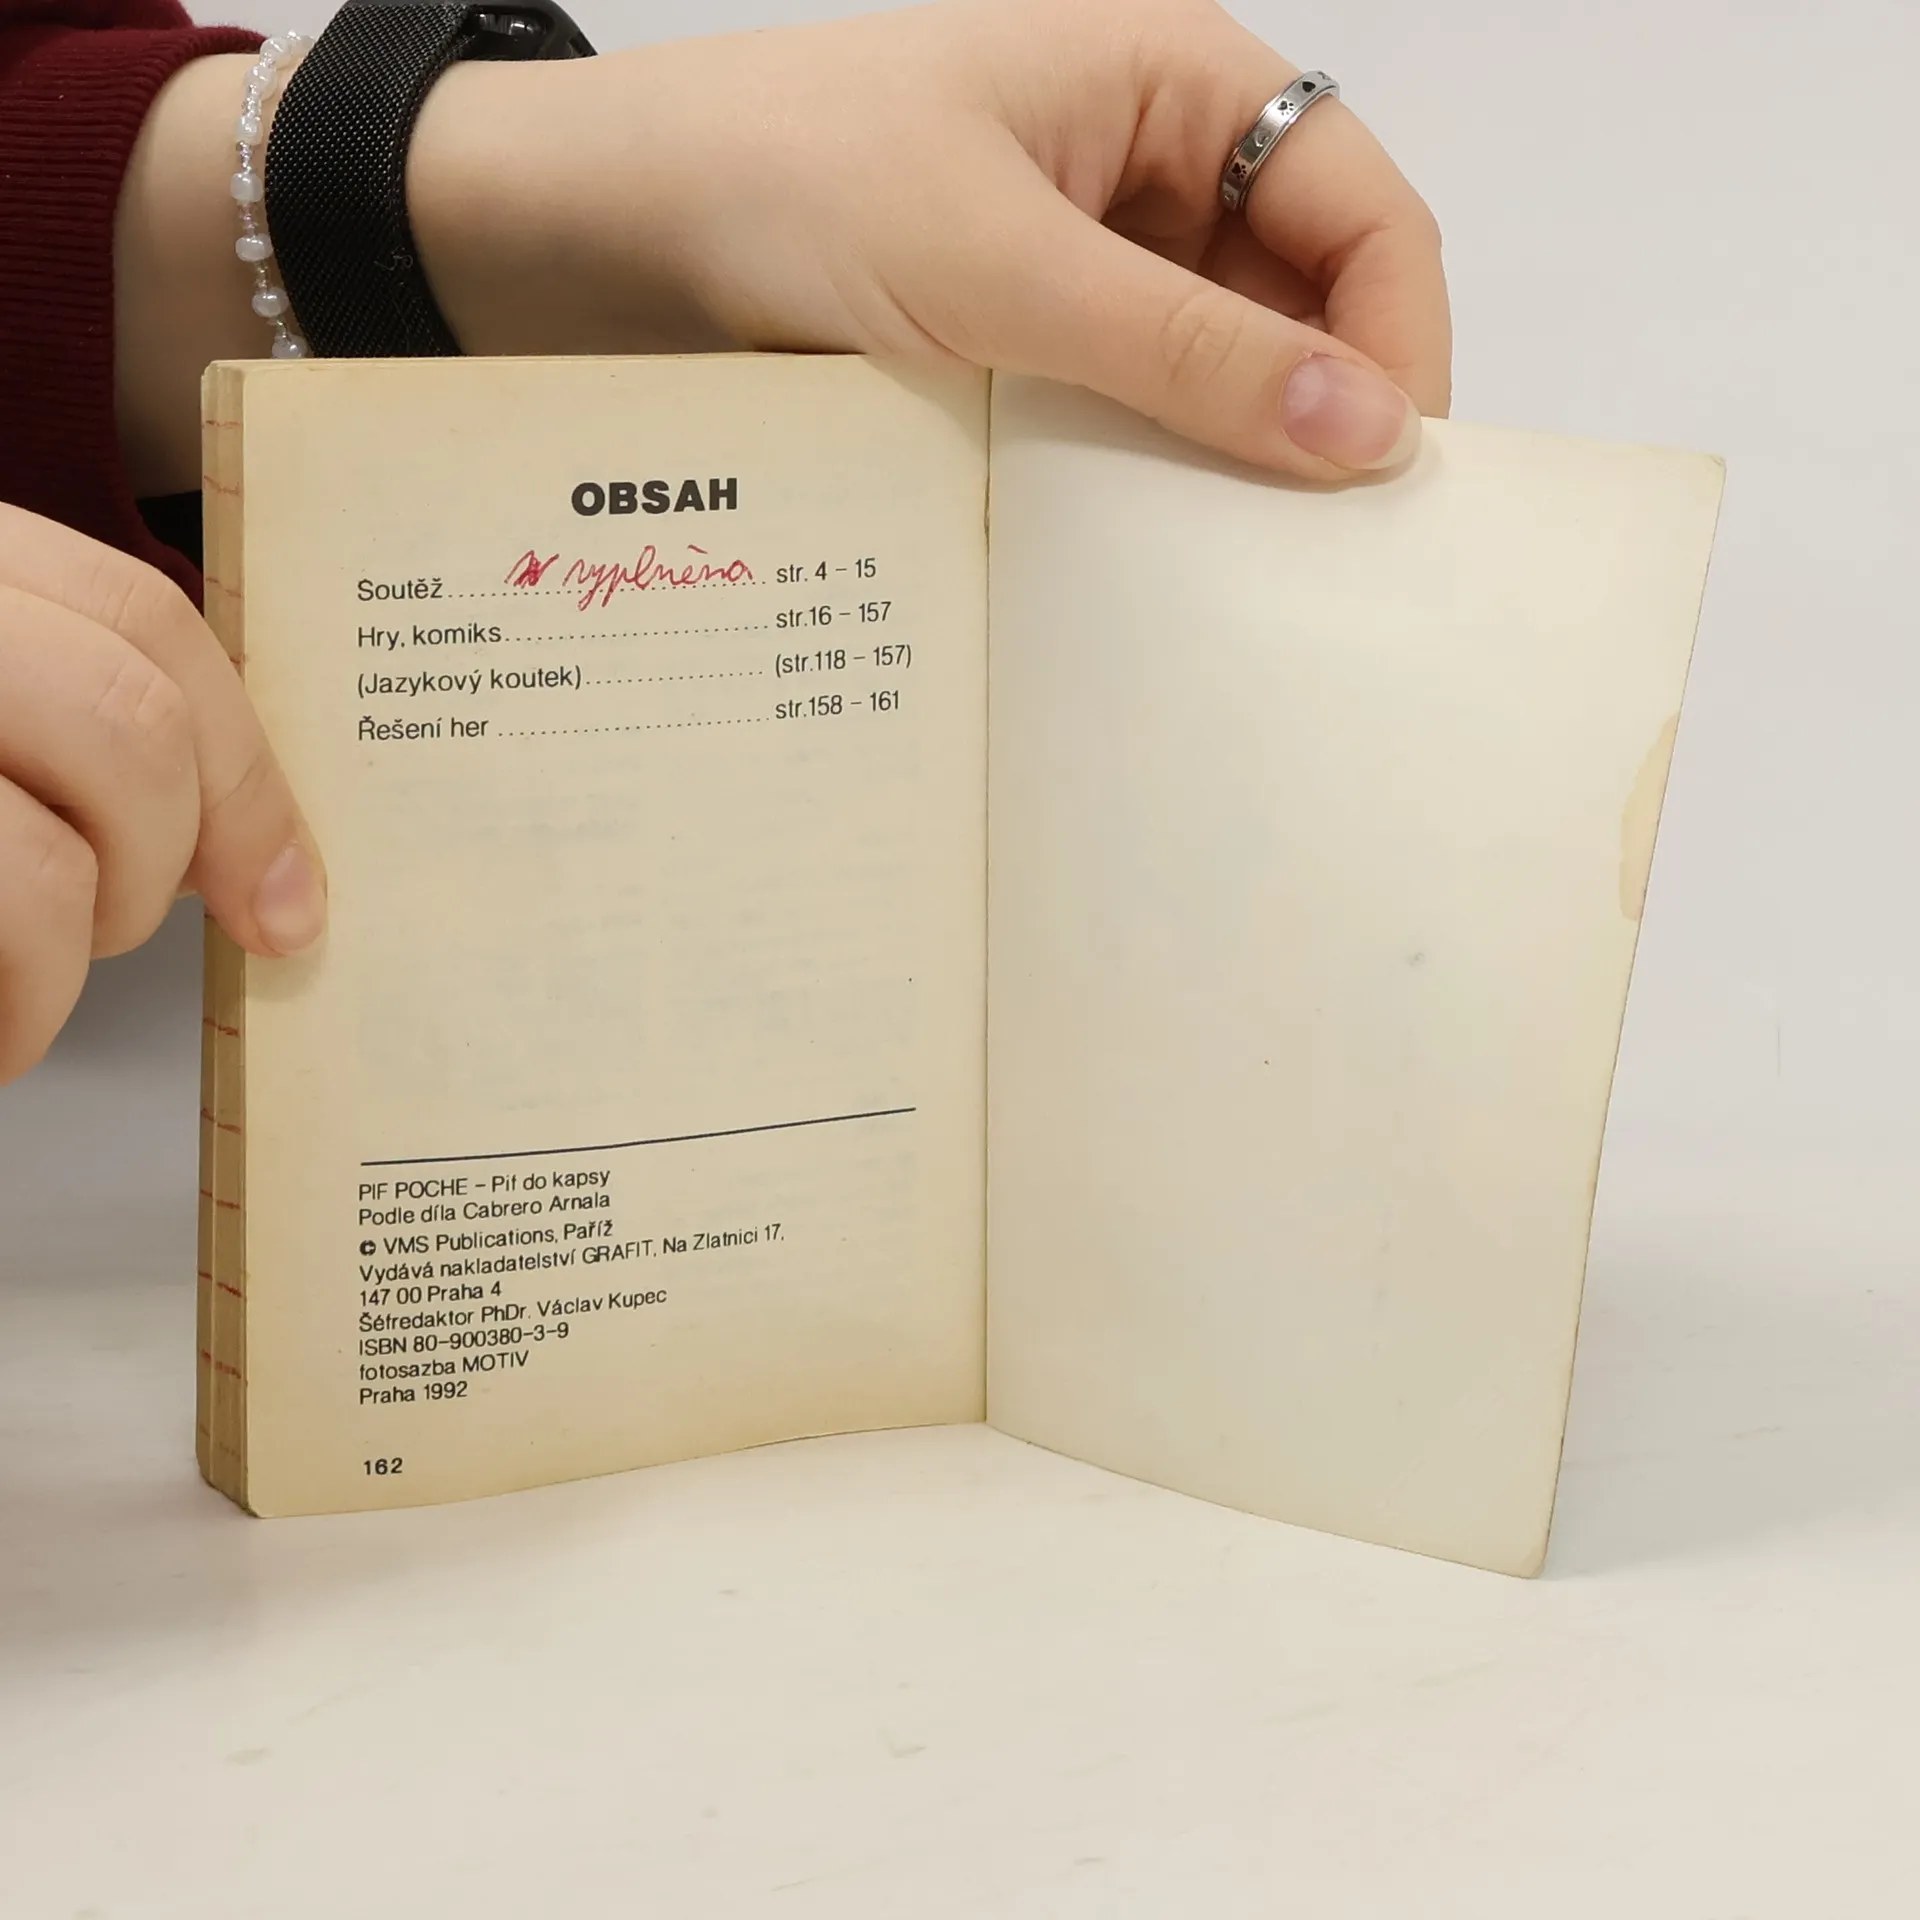 OBSAH
Soutěž..... vyplněna .. str. 4 – 15
Hry, komiks......................... str.16 – 157
(Jazykový koutek)................. (str.118 – 157)
Řešení her ......................... str.158 – 161
PIF POCHE – Pif do kapsy
Podle díla Cabrero Arnala
© VMS Publications, Paříž
Vydává nakladatelství GRAFIT, Na Zlatnici 17,
147 00 Praha 4
Šéfredaktor PhDr. Václav Kupec
ISBN 80–900380–3–9
fotosazba MOTIV
Praha 1992
162